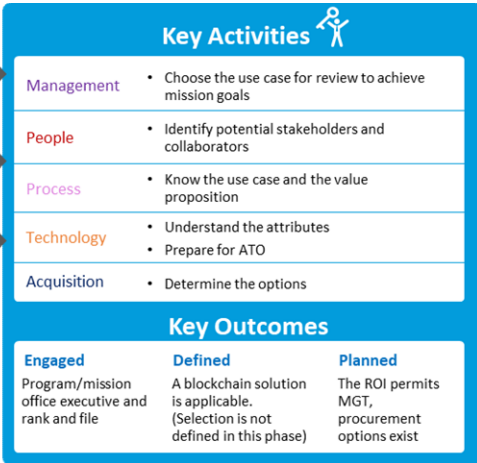 Key Activities
Management
• Choose the use case for review to achieve
mission goals
People
• Identify potential stakeholders and
collaborators
Process
• Know the use case and the value
proposition
Technology
• Understand the attributes
• Prepare for ATO
Acquisition
• Determine the options
Key Outcomes
Engaged
Program/mission
office executive and
rank and file
Defined
A blockchain solution
is applicable.
(Selection is not
defined in this phase)
Planned
The ROI permits
MGT,
procurement
options exist